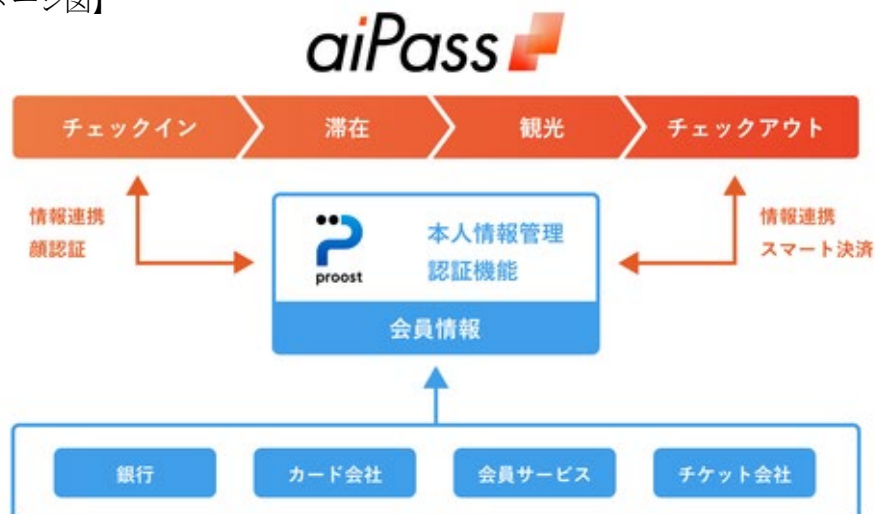 ージ図】
aiPass
チェックイン
滞在
観光
チェックアウト
情報連携
顔認証
proost
本人情報管理
認証機能
情報連携
スマート決済
会員情報
銀行
カード会社
会員サービス
チケット会社